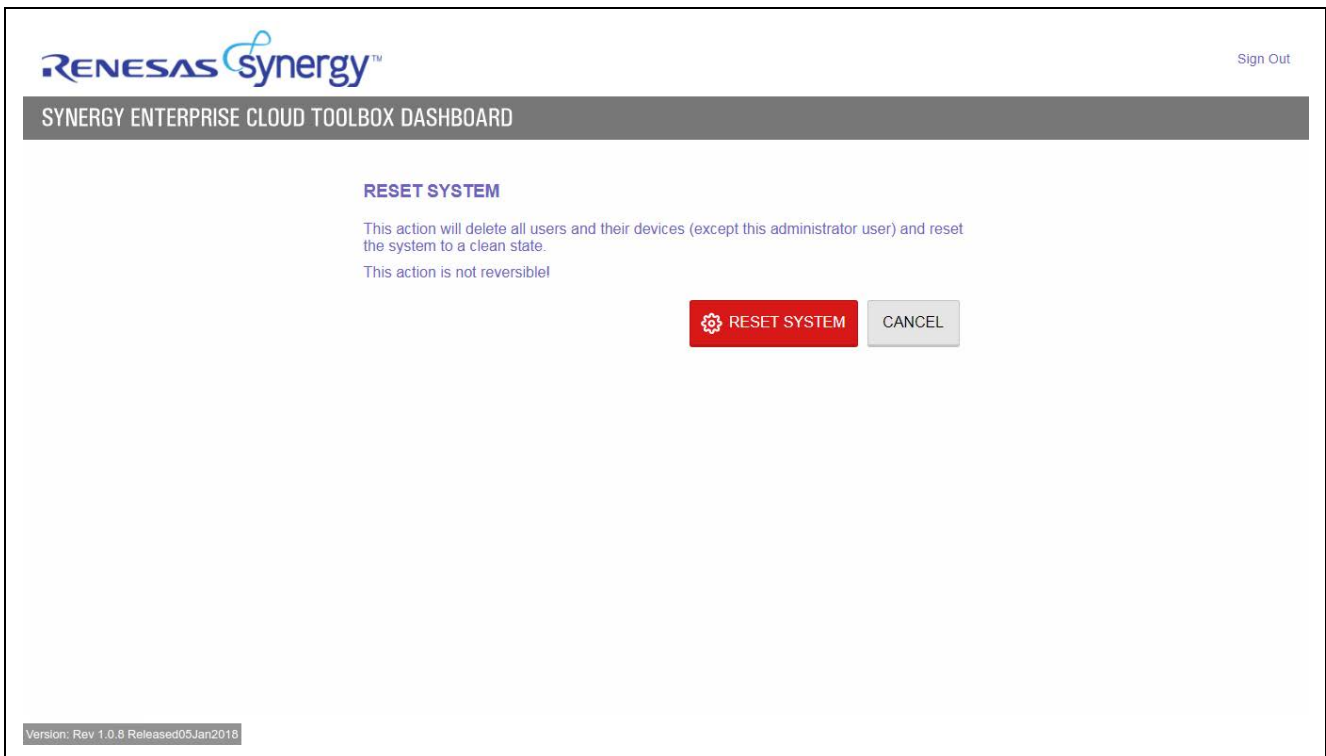 RENESAS synergy™
Sign Out
SYNERGY ENTERPRISE CLOUD TOOLBOX DASHBOARD
RESET SYSTEM
This action will delete all users and their devices (except this administrator user) and reset
the system to a clean state.
This action is not reversible!
RESET SYSTEM
CANCEL
Version: Rev 1.0.8 Released05Jan2018